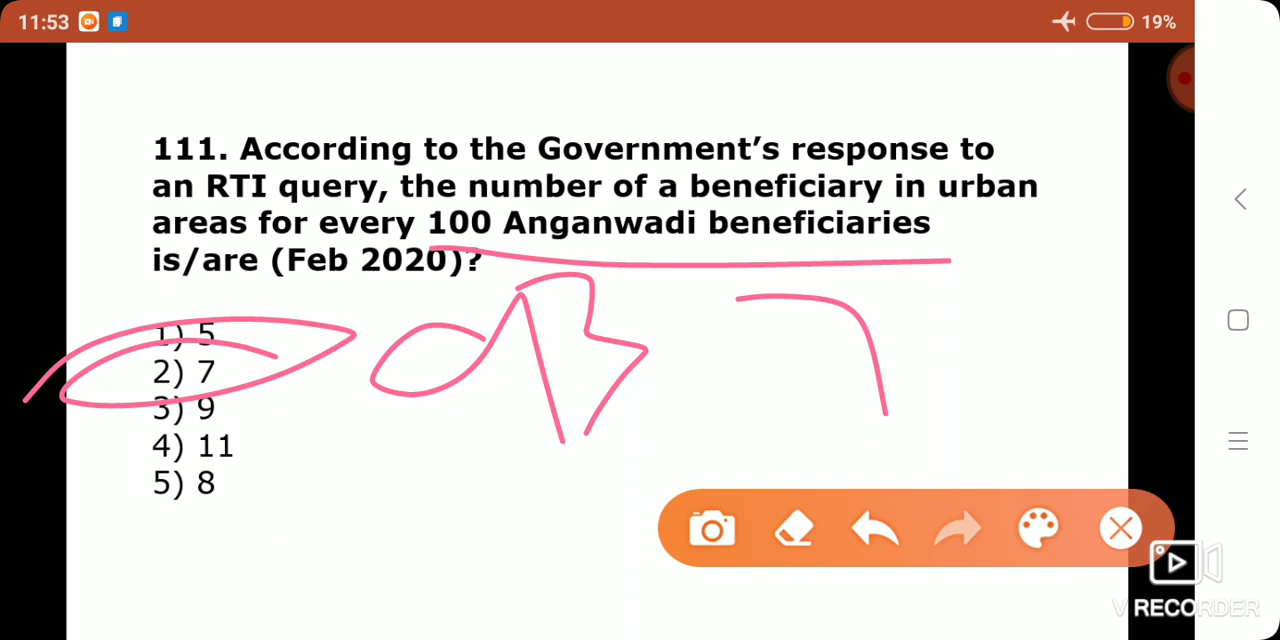 11:53
19%
111. According to the Government’s response to
an RTI query, the number of a beneficiary in urban
areas for every 100 Anganwadi beneficiaries
is/are (Feb 2020)?
1) 5
2) 7
3) 9
4) 11
5) 8
V RECORDER